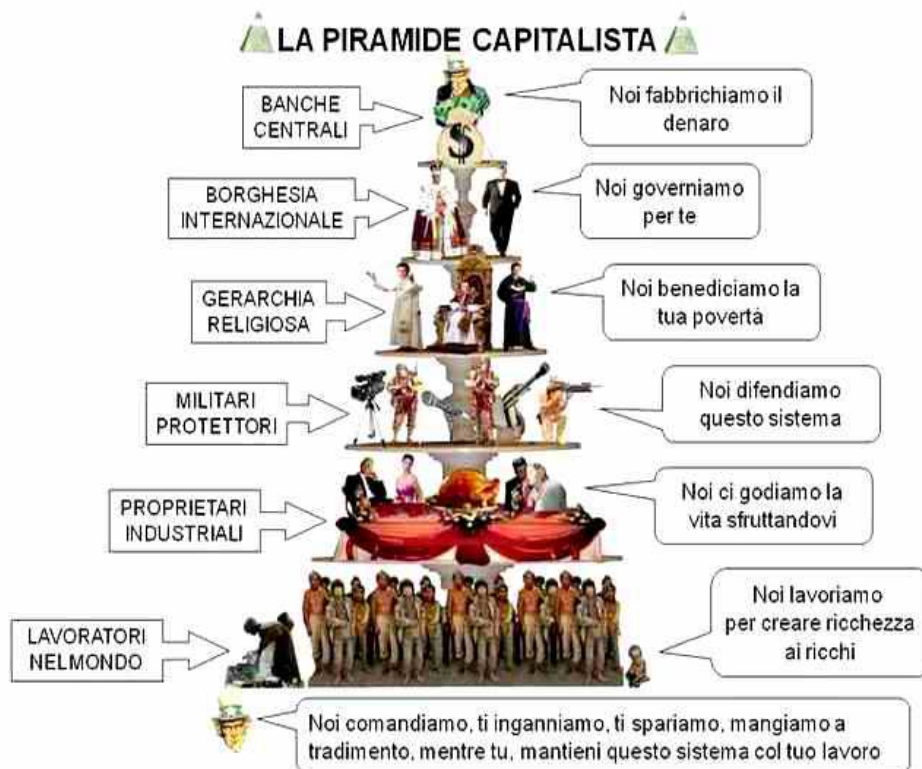 LA PIRAMIDE CAPITALISTA
BANCHE
CENTRALI
Noi fabbrichiamo il
denaro
$
BORGHESIA
INTERNAZIONALE
Noi governiamo
per te
GERARCHIA
RELIGIOSA
Noi benediciamo la
tua povertà
MILITARI
PROTETTORI
Noi difendiamo
questo sistema
PROPRIETARI
INDUSTRIALI
Noi ci godiamo la
vita sfruttandovi
LAVORATORI
NELMONDO
Noi lavoriamo
per creare ricchezza
ai ricchi
Noi comandiamo, ti inganniamo, ti spariamo, mangiamo a
tradimento, mentre tu, mantieni questo sistema col tuo lavoro